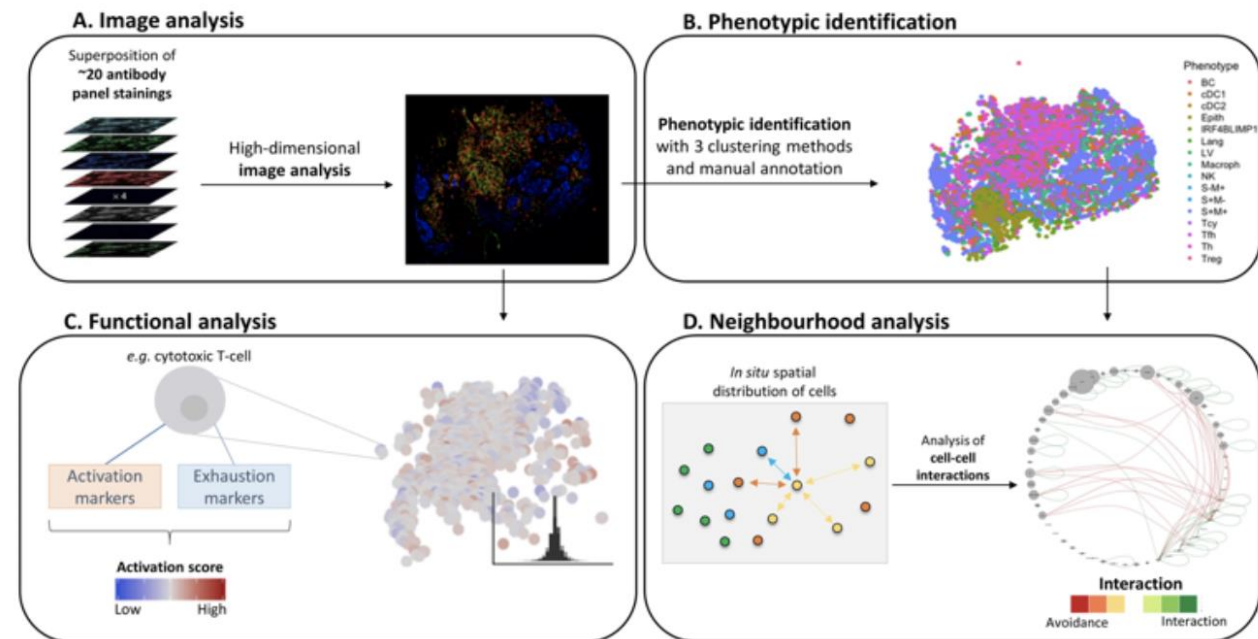 A. Image analysis
Superposition of
~20 antibody
panel stainings
x 4
High-dimensional
image analysis
B. Phenotypic identification
Phenotypic identification
with 3 clustering methods
and manual annotation
Phenotype
BC
cDC1
cDC2
Epith
IRF4BLIMP1
Lang
LV
Macroph
NK
S-M+
S+M-
S+M+
Tcy
Tfh
Th
Treg
C. Functional analysis
e.g. cytotoxic T-cell
Activation
markers
Exhaustion
markers
Activation score
Low
High
D. Neighbourhood analysis
In situ spatial
distribution of cells
Analysis of
cell-cell
interactions
Interaction
Avoidance
Interaction